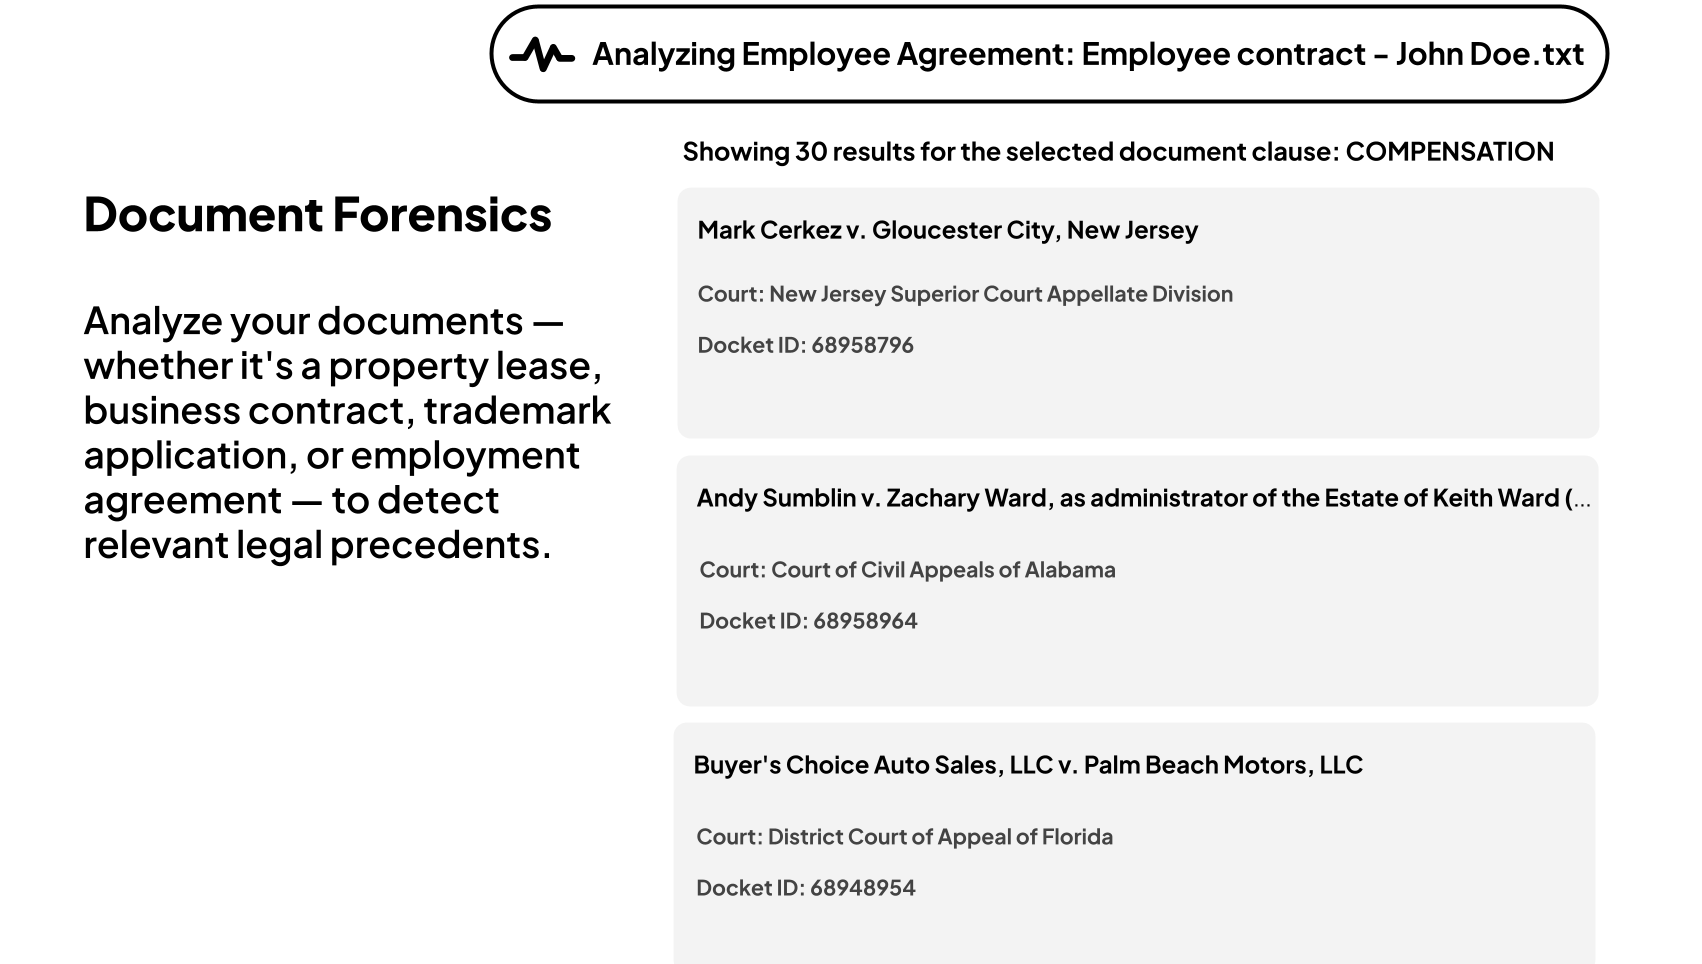 Analyzing Employee Agreement: Employee contract - John Doe.txt
Document Forensics
Analyze your documents —
whether it's a property lease,
business contract, trademark
application, or employment
agreement — to detect
relevant legal precedents.
Showing 30 results for the selected document clause: COMPENSATION
Mark Cerkez v. Gloucester City, New Jersey
Court: New Jersey Superior Court Appellate Division
Docket ID: 68958796
Andy Sumblin v. Zachary Ward, as administrator of the Estate of Keith Ward (...
Court: Court of Civil Appeals of Alabama
Docket ID: 68958964
Buyer's Choice Auto Sales, LLC v. Palm Beach Motors, LLC
Court: District Court of Appeal of Florida
Docket ID: 68948954